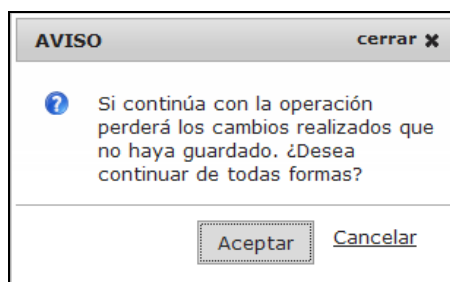 AVISO cerrar ✖
Si continúa con la operación
perderá los cambios realizados que
no haya guardado. ¿Desea
continuar de todas formas?
Aceptar Cancelar